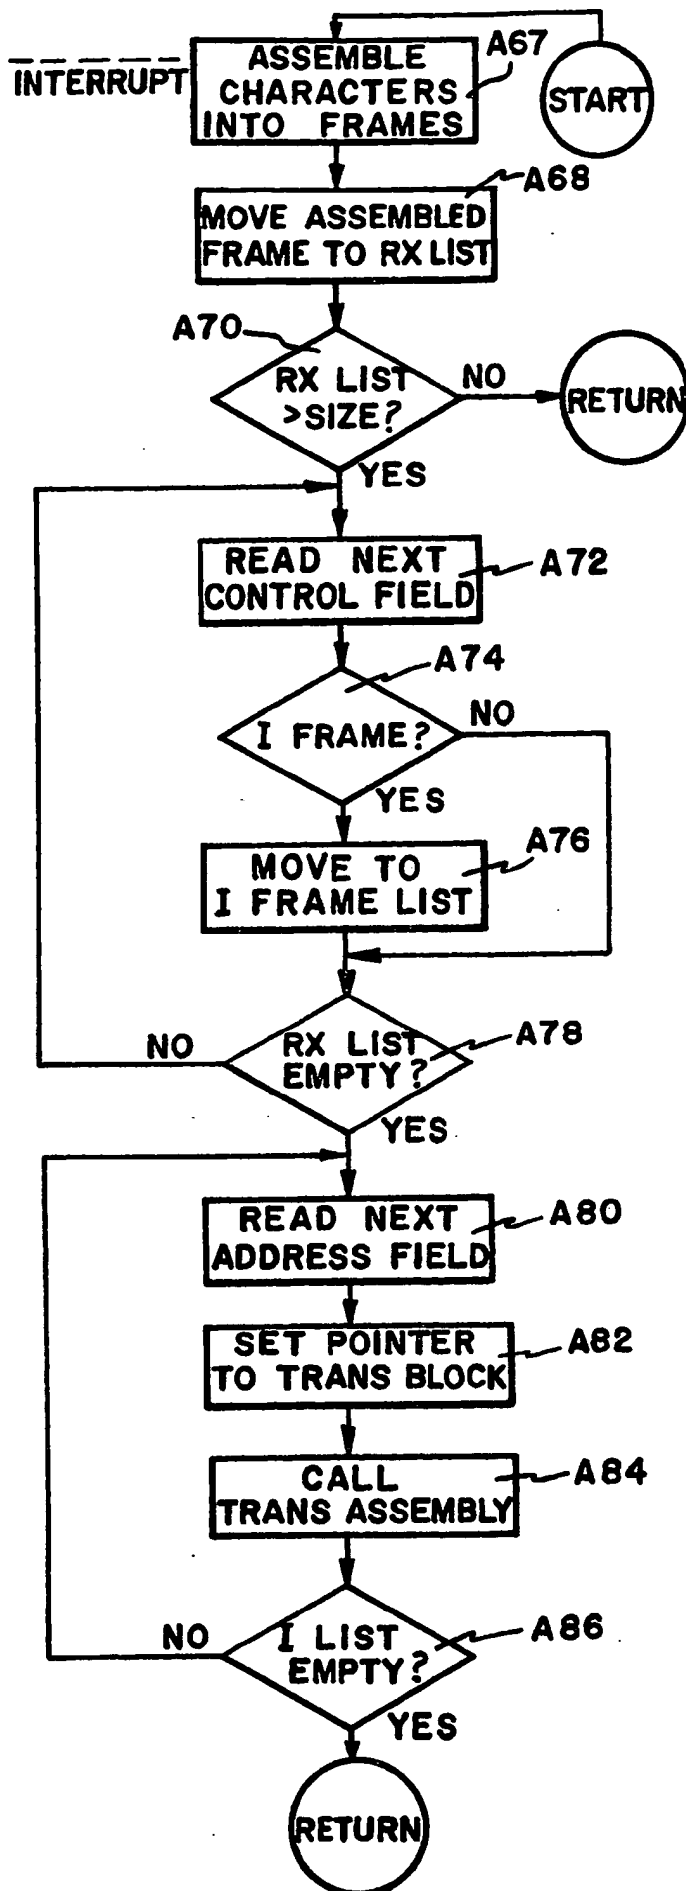 INTERRUPT
ASSEMBLE
CHARACTERS
INTO FRAMES
A67
START
A68
MOVE ASSEMBLED
FRAME TO RX LIST
A70
RX LIST
>SIZE?
NO
RETURN
YES
READ NEXT
CONTROL FIELD
A72
A74
I FRAME?
NO
YES
A76
MOVE TO
I FRAME LIST
RX LIST
EMPTY?
A78
NO
YES
READ NEXT
ADDRESS FIELD
A80
SET POINTER
TO TRANS BLOCK
A82
CALL
TRANS ASSEMBLY
A84
I LIST
EMPTY?
A86
NO
YES
RETURN